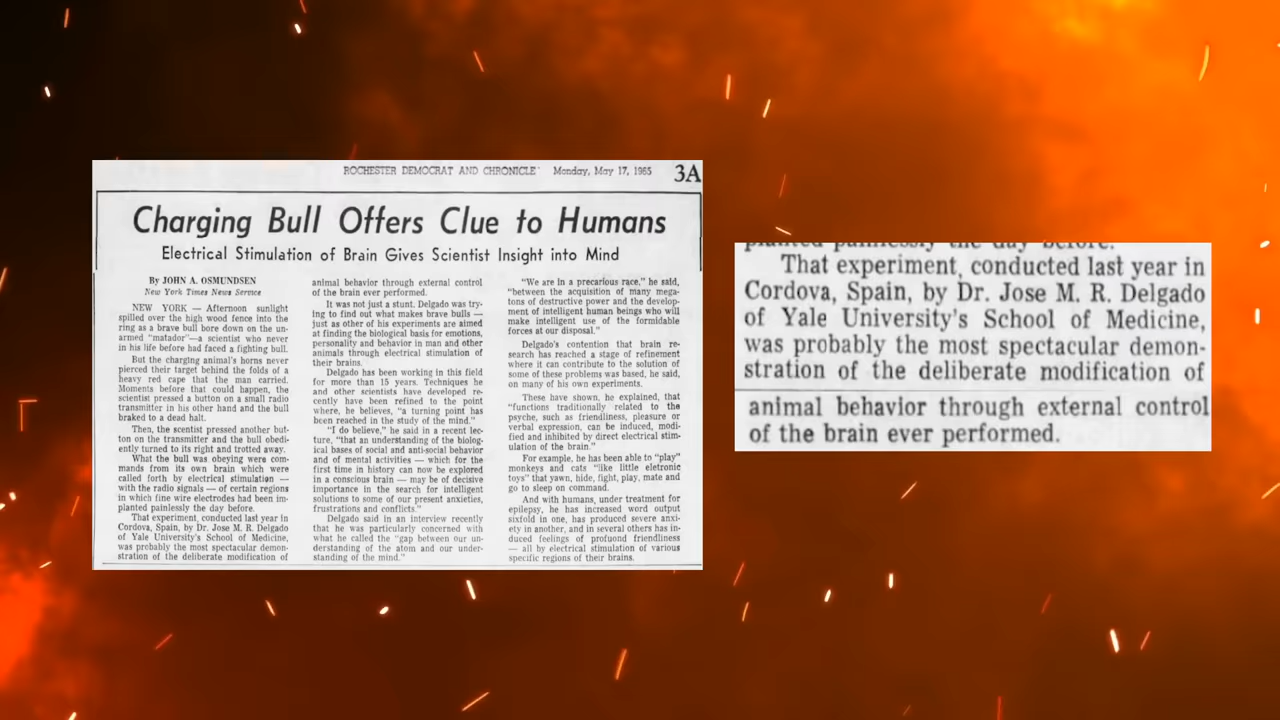 ROCHESTER DEMOCRAT AND CHRONICLE Monday, May 17, 1965 3A
Charging Bull Offers Clue to Humans
Electrical Stimulation of Brain Gives Scientist Insight into Mind
By JOHN A. OSMUNDSEN
New York Times News Service
NEW YORK — Afternoon sunlight
spilled over the high wood fence into the
ring as a brave bull bore down on the un-
armed "matador"—a scientist who never
in his life before had faced a fighting bull.
But the charging animal's horns never
pierced their target behind the folds of a
heavy red cape that the man carried.
Moments before that could happen, the
scientist pressed a button on a small radio
transmitter in his other hand and the bull
braked to a dead halt.
Then, the scentist pressed another but-
ton on the transmitter and the bull obedi-
ently turned to its right and trotted away.
What the bull was obeying were com-
mands from its own brain which were
called forth by electrical stimulation —
with the radio signals — of certain regions
in which fine wire electrodes had been im-
planted painlessly the day before.
That experiment, conducted last year in
Cordova, Spain, by Dr. Jose M. R. Delgado
of Yale University's School of Medicine,
was probably the most spectacular demon-
stration of the deliberate modification of
animal behavior through external control
of the brain ever performed.
It was not just a stunt. Delgado was try-
ing to find out what makes brave bulls —
just as other of his experiments are aimed
at finding the biological basis for emotions,
personality and behavior in man and other
animals through electrical stimulation of
their brains.
Delgado has been working in this field
for more than 15 years. Techniques he
and other scientists have developed re-
cently have been refined to the point
where, he believes, "a turning point has
been reached in the study of the mind."
"I do believe," he said in a recent lec-
ture, "that an understanding of the biolog-
ical bases of social and anti-social behavior
and of mental activities — which for the
first time in history can now be explored
in a conscious brain — may be of decisive
importance in the search for intelligent
solutions to some of our present anxieties,
frustrations and conflicts."
Delgado said in an interview recently
that he was particularly concerned with
what he called the "gap between our un-
derstanding of the atom and our under-
standing of the mind."
"We are in a precarious race," he said,
"between the acquisition of many mega-
tons of destructive power and the develop-
ment of intelligent human beings who will
make intelligent use of the formidable
forces at our disposal."
Delgado's contention that brain re-
search has reached a stage of refinement
where it can contribute to the solution of
some of these problems was based, he said,
on many of his own experiments.
These have shown, he explained, that
"functions traditionally related to the
psyche, such as friendliness, pleasure or
verbal expression, can be induced, modi-
fied and inhibited by direct electrical stim-
ulation of the brain."
For example, he has been able to "play"
monkeys and cats "like little eletronic
toys" that yawn, hide, fight, play, mate and
go to sleep on command.
And with humans, under treatment for
epilepsy, he has increased word output
sixfold in one, has produced severe anxi-
ety in another, and in several others has in-
duced feelings of profound friendliness
— all by electrical stimulation of various
specific regions of their brains.
planted painlessly the day before.
That experiment, conducted last year in
Cordova, Spain, by Dr. Jose M. R. Delgado
of Yale University's School of Medicine,
was probably the most spectacular demon-
stration of the deliberate modification of
animal behavior through external control
of the brain ever performed.